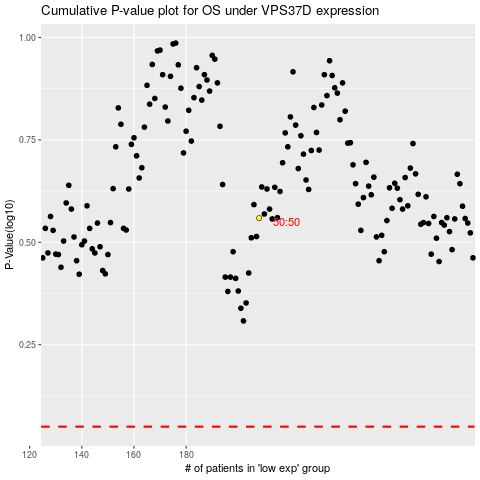 Cumulative P-value plot for OS under VPS37D expression
P-Value(log10)
1.00
0.75
0.50
0.25
50:50
120 140 160 180
# of patients in 'low exp' group